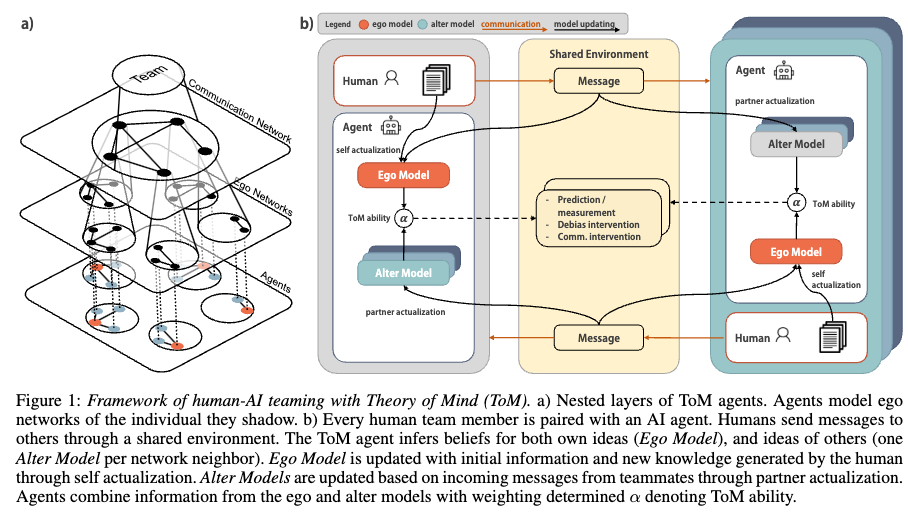 a)
Team
Communication Network
Ego Networks
Agents
b)
Legend ego model alter model communication model updating
Human
Agent
self actualization
Ego Model
ToM ability α
Alter Model
partner actualization
Shared Environment
Message
- Prediction /
measurement
- Debias intervention
- Comm. intervention
Message
Agent
partner actualization
Alter Model
α ToM ability
Ego Model
self
actualization
Human
Figure 1: Framework of human-AI teaming with Theory of Mind (ToM). a) Nested layers of ToM agents. Agents model ego
networks of the individual they shadow. b) Every human team member is paired with an AI agent. Humans send messages to
others through a shared environment. The ToM agent infers beliefs for both own ideas (Ego Model), and ideas of others (one
Alter Model per network neighbor). Ego Model is updated with initial information and new knowledge generated by the human
through self actualization. Alter Models are updated based on incoming messages from teammates through partner actualization.
Agents combine information from the ego and alter models with weighting determined α denoting ToM ability.